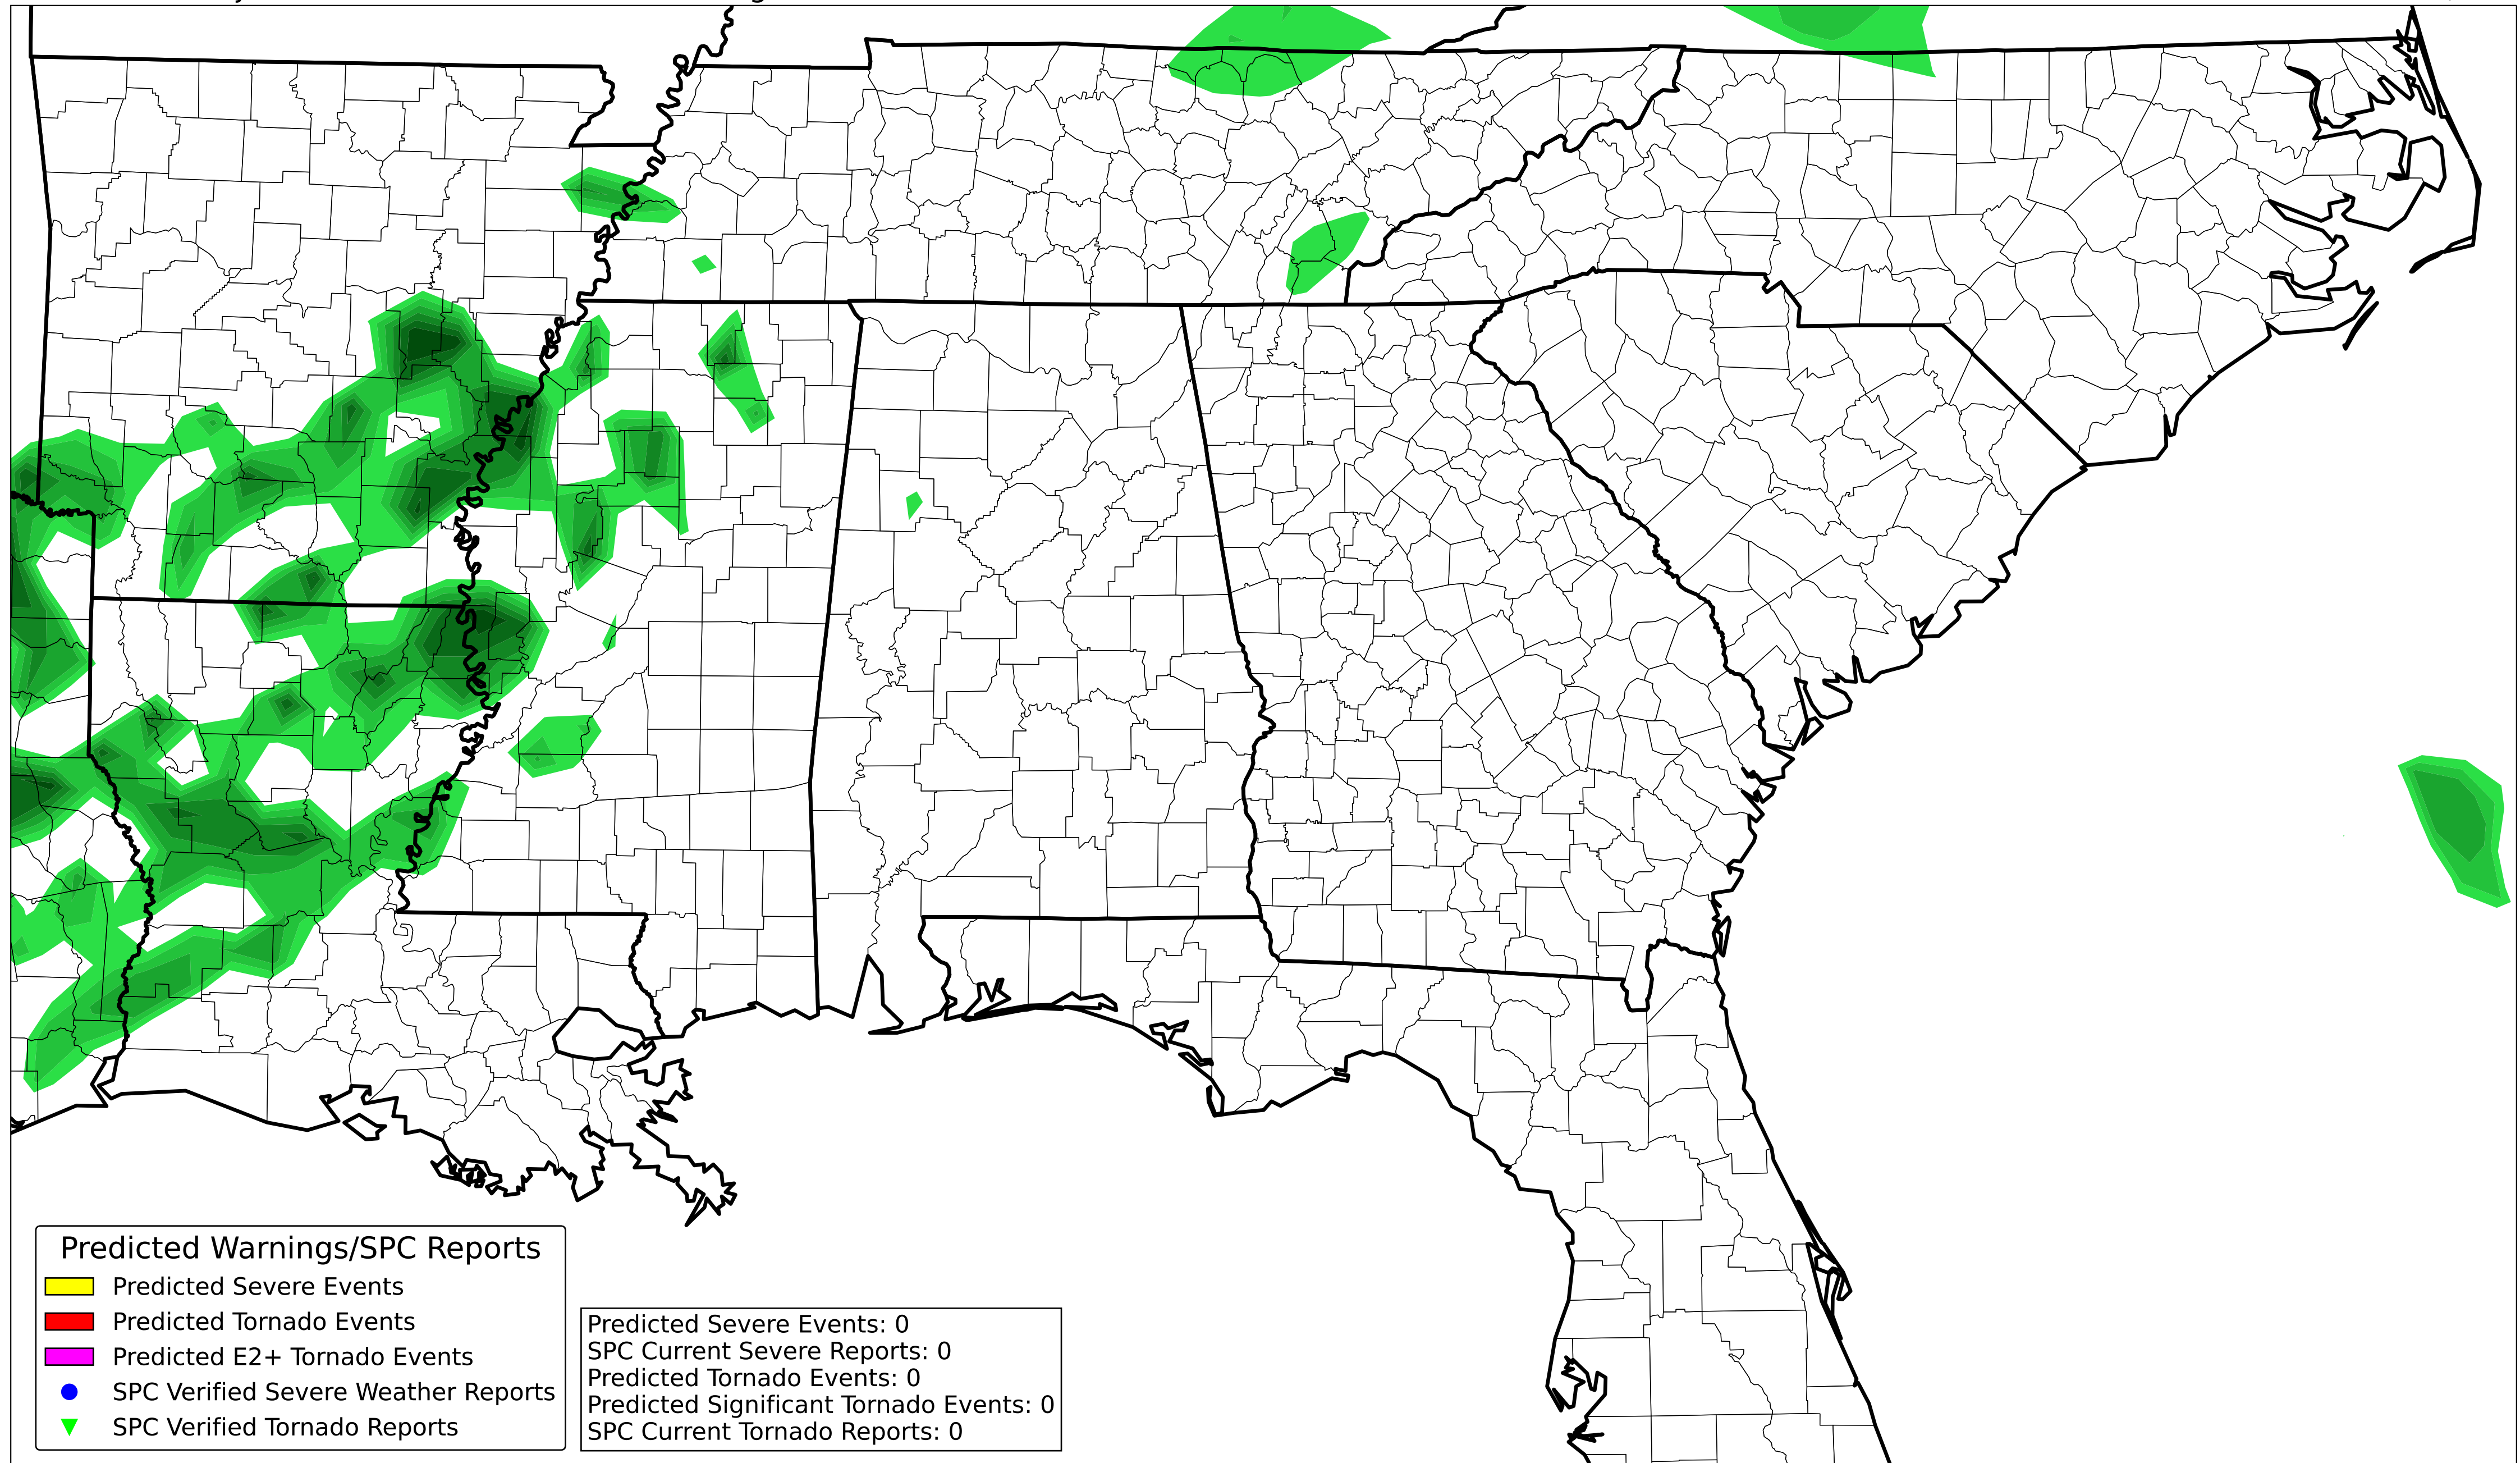 Predicted Warnings/SPC Reports
Predicted Severe Events
Predicted Tornado Events
Predicted E2+ Tornado Events
SPC Verified Severe Weather Reports
SPC Verified Tornado Reports
Predicted Severe Events: 0
SPC Current Severe Reports: 0
Predicted Tornado Events: 0
Predicted Significant Tornado Events: 0
SPC Current Tornado Reports: 0